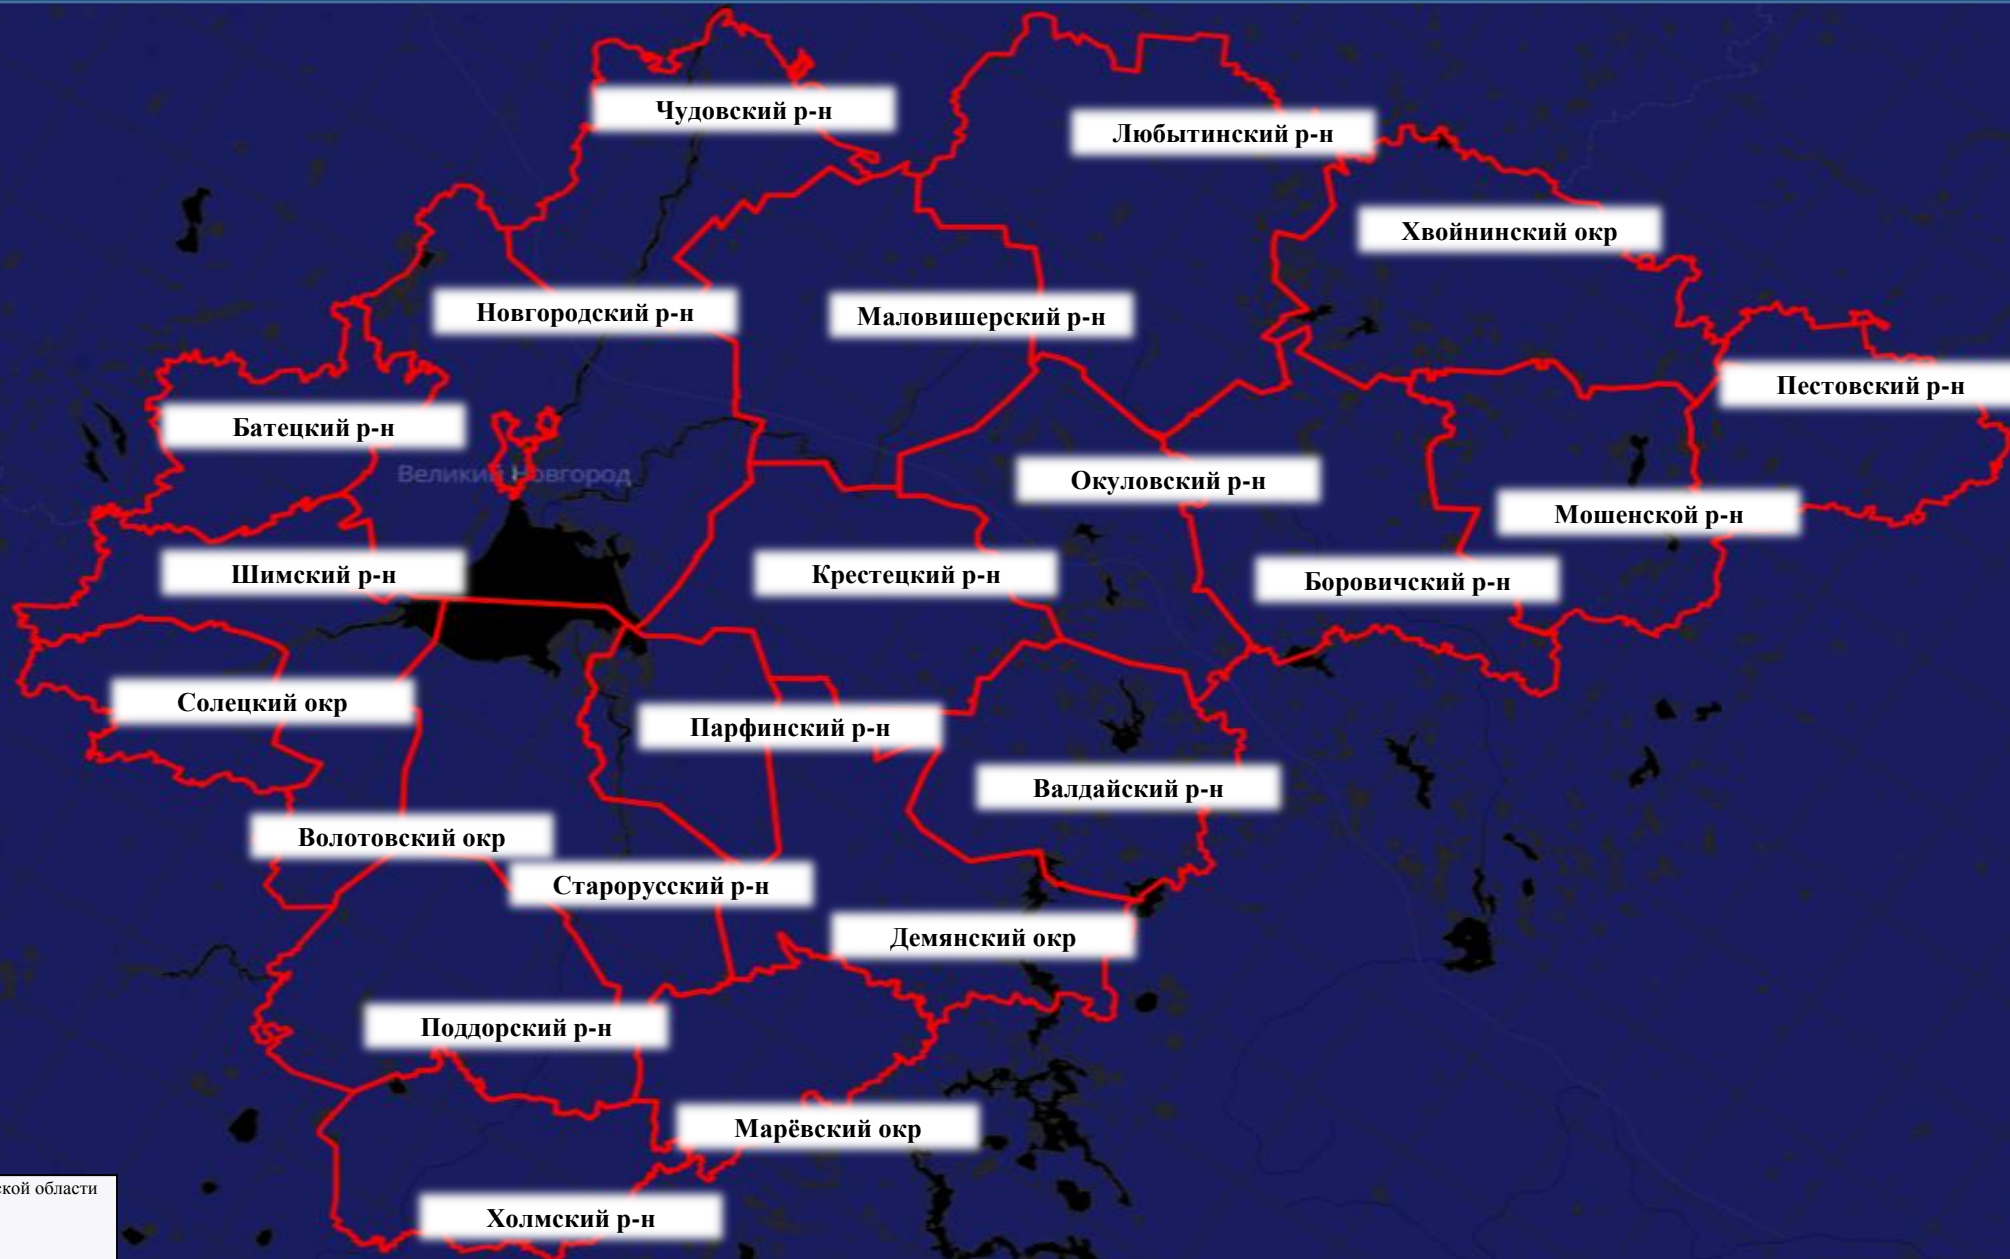 Чудовский р-н
Любытинский р-н
Хвойнинский окр
Новгородский р-н
Маловишерский р-н
Пестовский р-н
Батецкий р-н
Великий Новгород
Окуловский р-н
Мошенской р-н
Шимский р-н
Крестецкий р-н
Боровичский р-н
Солецкий окр
Парфинский р-н
Валдайский р-н
Волотовский окр
Старорусский р-н
Демянский окр
Поддорский р-н
Марёвский окр
ской области
Холмский р-н